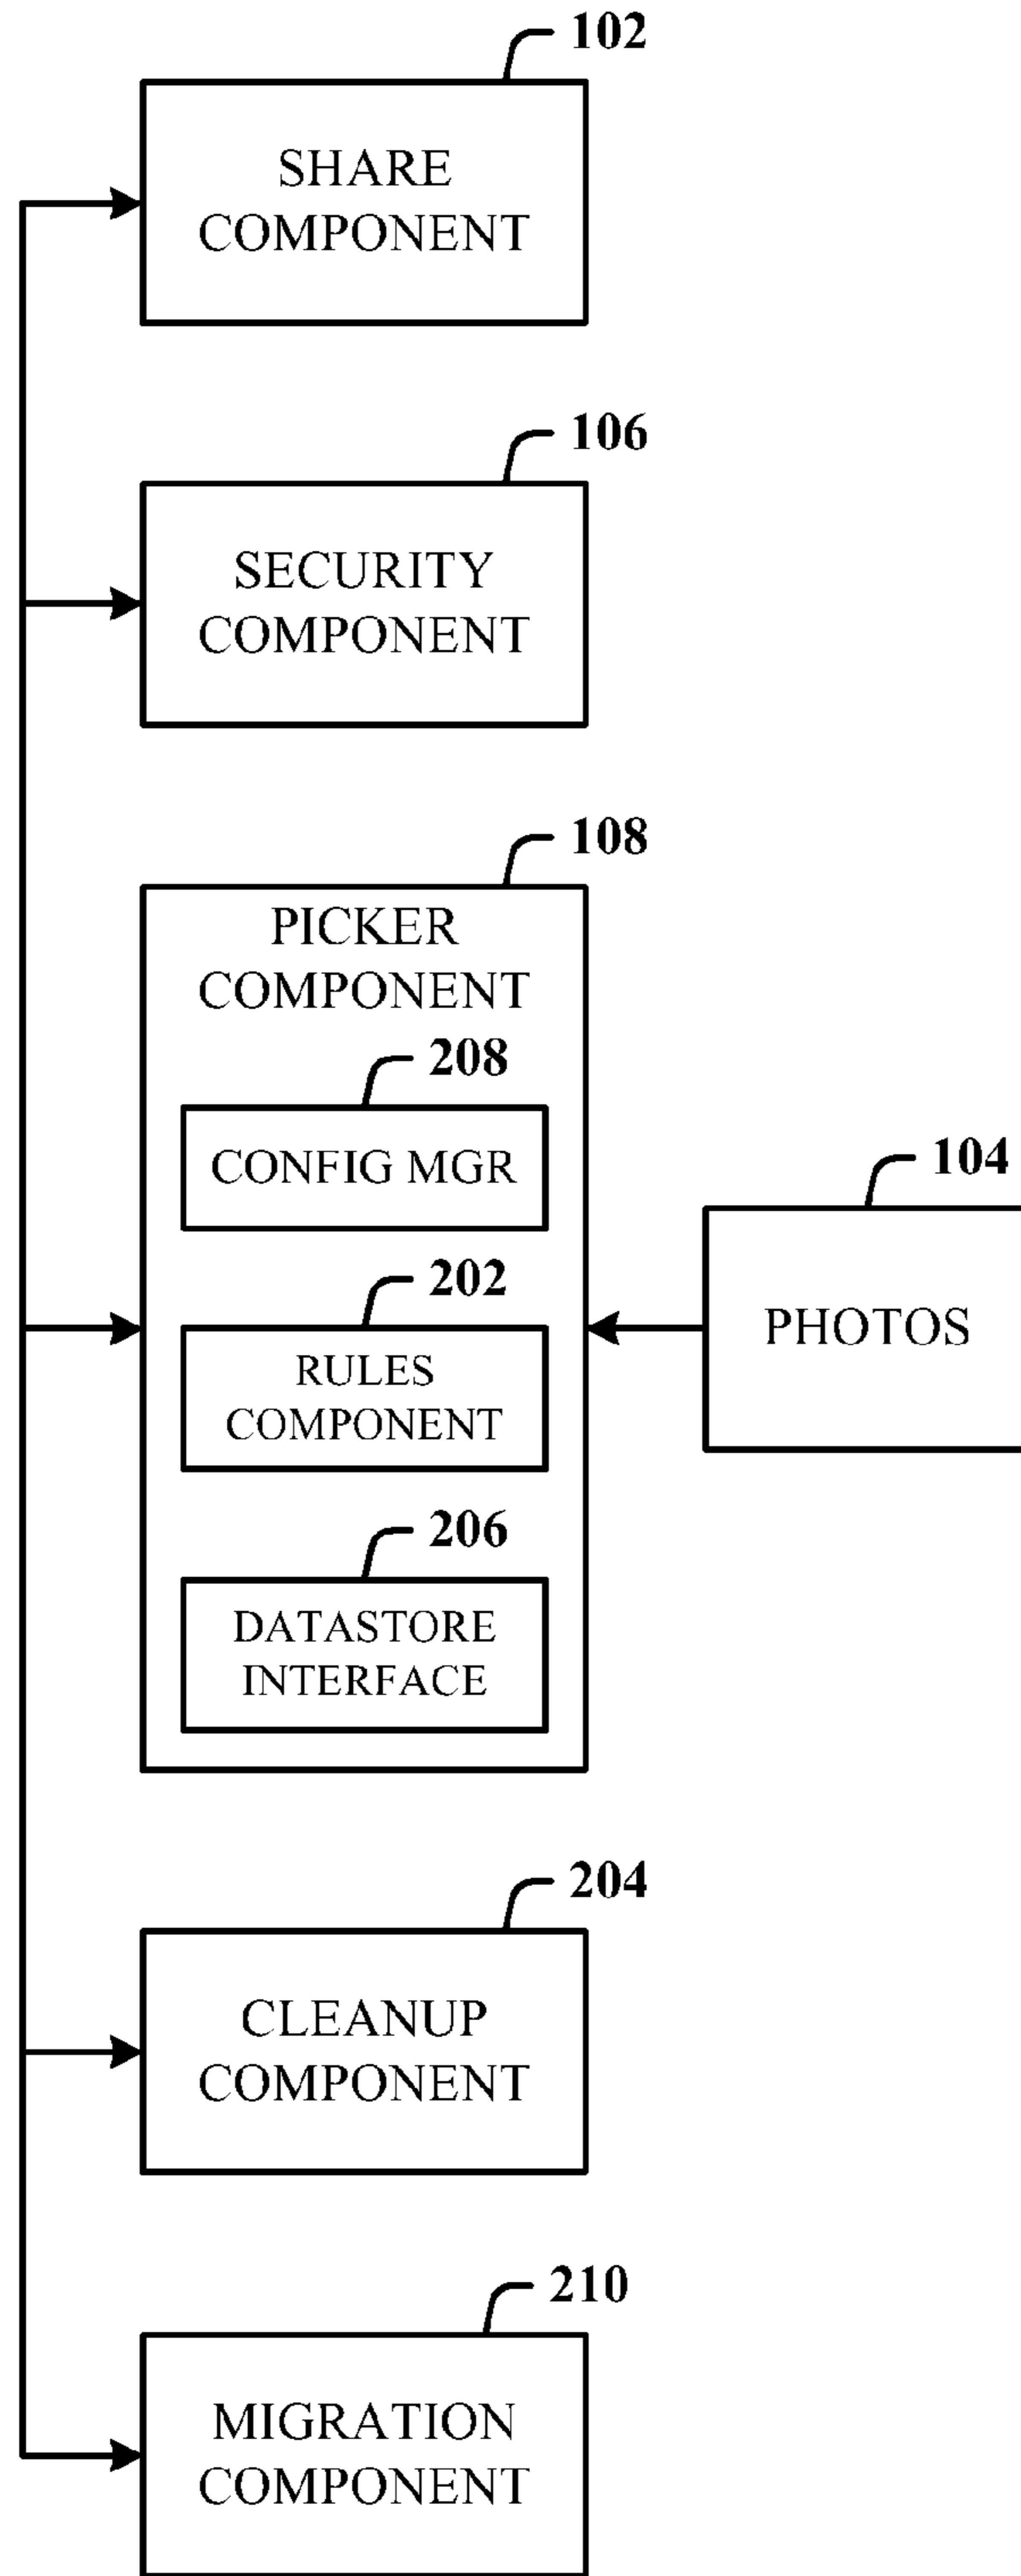 102
SHARE
COMPONENT
106
SECURITY
COMPONENT
108
PICKER
COMPONENT
208
CONFIG MGR
202
RULES
COMPONENT
206
DATASTORE
INTERFACE
104
PHOTOS
204
CLEANUP
COMPONENT
210
MIGRATION
COMPONENT